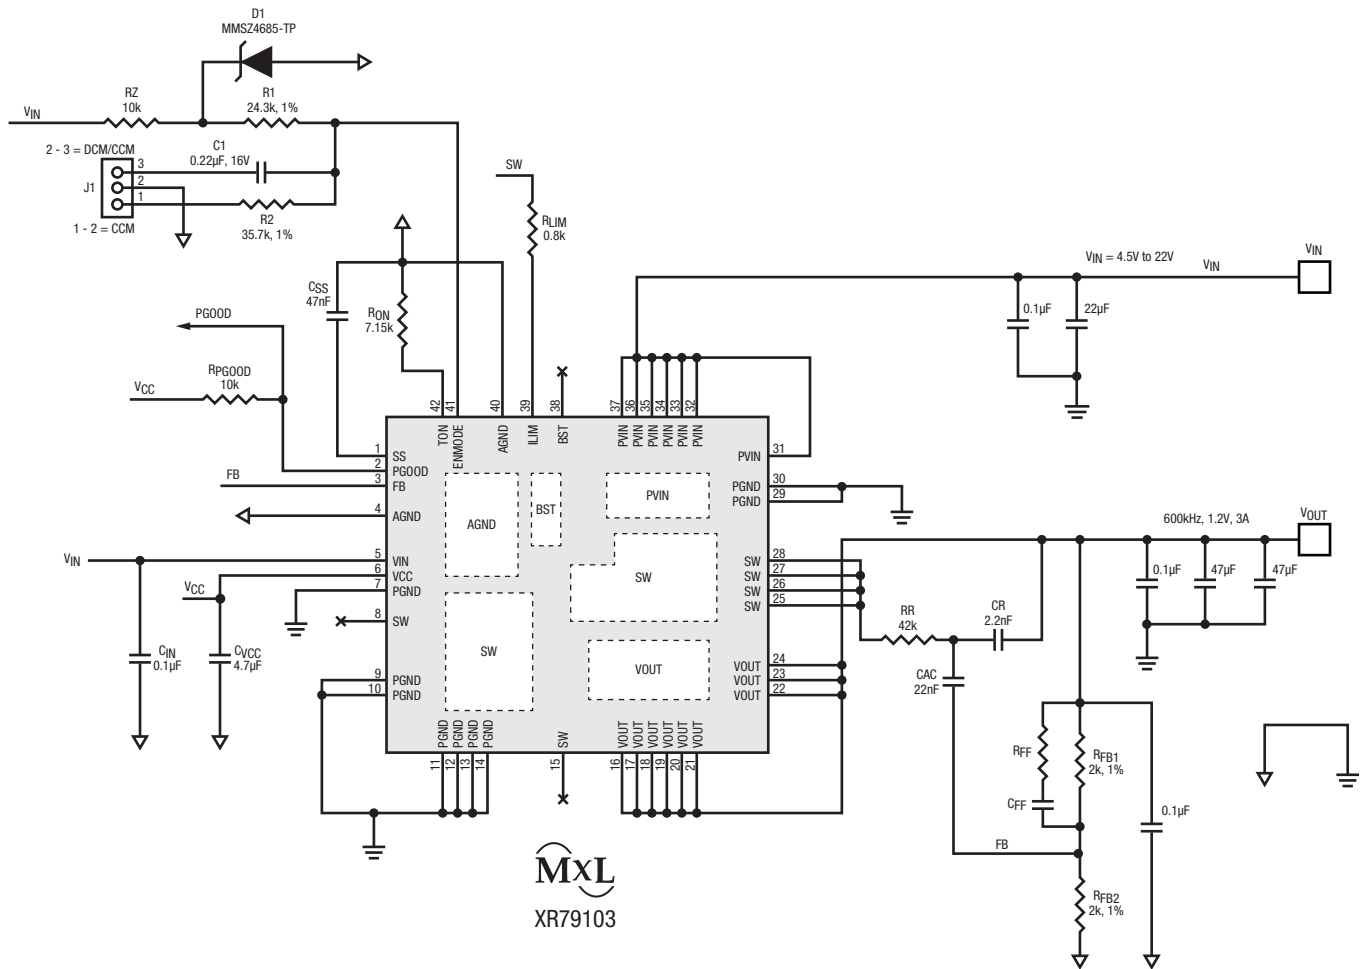 D1
MMSZ4685-TP
RZ
10k
R1
24.3k, 1%
VIN
C1
0.22µF, 16V
2 - 3 = DCM/CCM
3
2
1
J1
1 - 2 = CCM
R2
35.7k, 1%
SW
RLIM
0.8k
CSS
47nF
RON
7.15k
PGOOD
RPGOOD
10k
VCC
VIN = 4.5V to 22V
VIN
VIN
0.1µF
22µF
42
41
40
39
38
37
36
35
34
33
32
TON
ENMODE
AGND
ILIM
BST
PVIN
PVIN
PVIN
PVIN
PVIN
PVIN
1
SS
2
PGOOD
FB
3
FB
4
AGND
VIN
5
VIN
6
VCC
VCC
7
PGND
8
SW
CIN
0.1µF
CVCC
4.7µF
9
PGND
10
PGND
AGND
BST
PVIN
SW
SW
VOUT
PVIN
31
PGND
30
PGND
29
SW
28
SW
27
SW
26
SW
25
VOUT
24
VOUT
23
VOUT
22
PGND
PGND
PGND
PGND
SW
VOUT
VOUT
VOUT
VOUT
VOUT
VOUT
11
12
13
14
15
16
17
18
19
20
21
600kHz, 1.2V, 3A
VOUT
0.1µF
47µF
47µF
RR
42k
CR
2.2nF
CAC
22nF
RFF
RFB1
2k, 1%
CFF
0.1µF
FB
RFB2
2k, 1%
MXL
XR79103